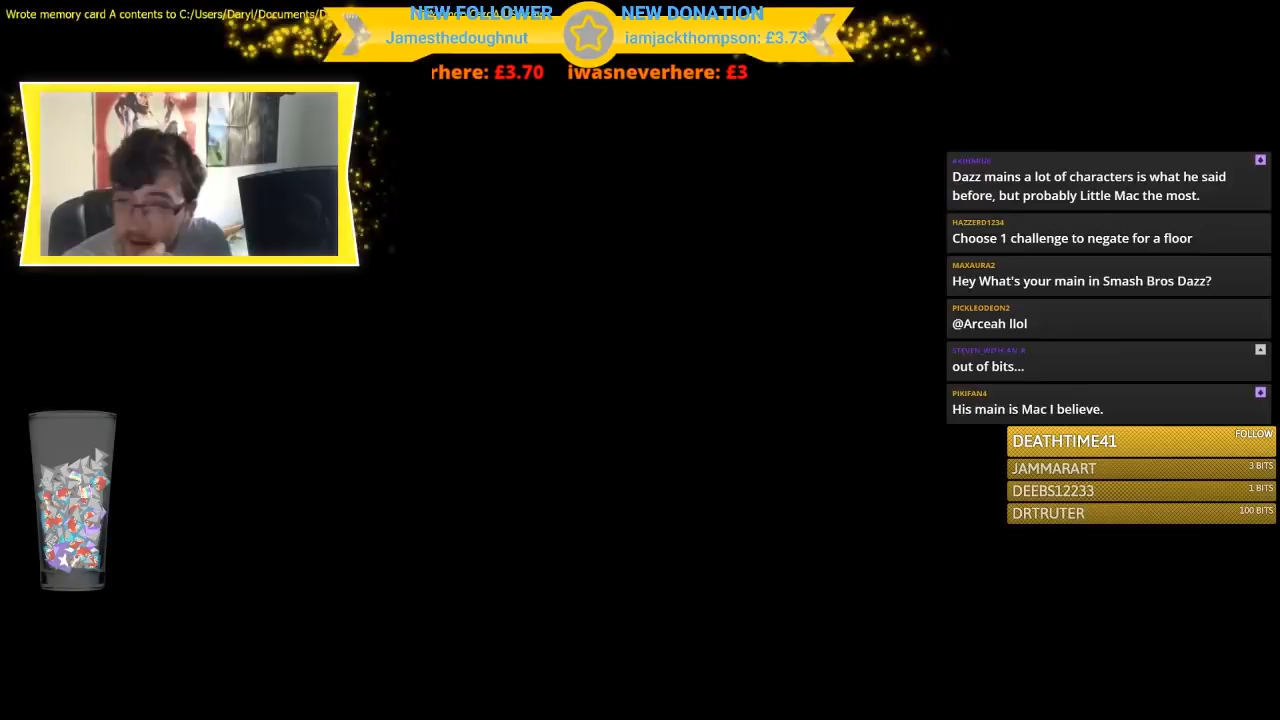 Wrote memory card A contents to C:/Users/Daryl/Documents/D
NEW FOLLOWER
Jamesthedoughnut
NEW DONATION
iamjackthompson: £3.73
rhere: £3.70 iwasneverhere: £3
Dazz mains a lot of characters is what he said
before, but probably Little Mac the most.
HAZZERD1234
Choose 1 challenge to negate for a floor
MAXAURA2
Hey What's your main in Smash Bros Dazz?
PICKLEODEON2
@Arceah llol
STEVEN_WITH_AN_R
out of bits...
PIKIFAN4
His main is Mac I believe.
DEATHTIME41 FOLLOW
JAMMARART 3 BITS
DEEBS12233 1 BITS
DRTRUTER 100 BITS